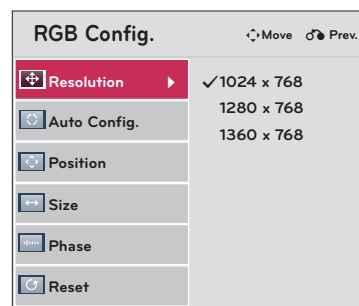 RGB Config.
Move Prev.
Resolution
Auto Config.
Position
Size
Phase
Reset
✓1024 x 768
1280 x 768
1360 x 768